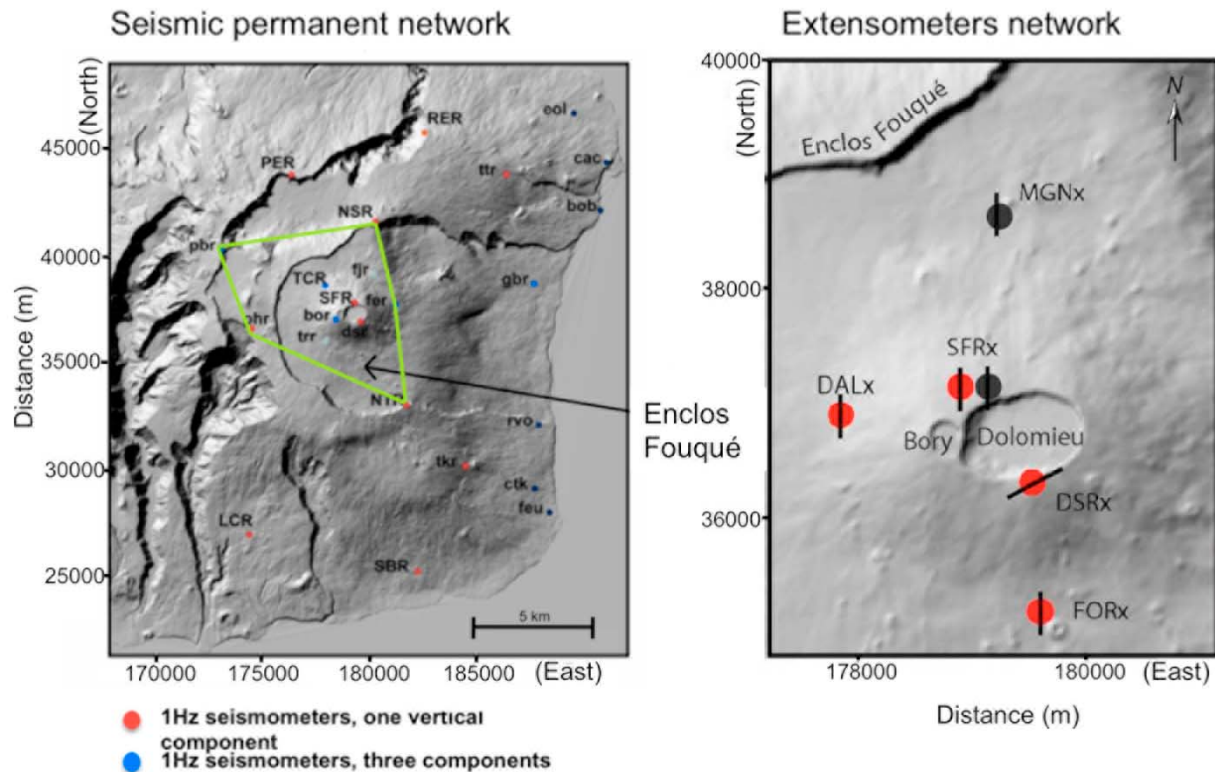 Seismic permanent network
Extensometers network
(North)
45000
40000
35000
30000
25000
Distance (m)
RER
eol
PER
ttr
cac
NSR
bob
pbr
TCR
fjr
gbr
SFR
fer
bor
phr
dsr
trr
rvo
tkr
ctk
feu
LCR
SBR
5 km
170000
175000
180000
185000
(East)
1Hz seismometers, one vertical
component
1Hz seismometers, three components
Enclos
Fouqué
40000
(North)
38000
36000
Enclos Fouqué
N
MGNx
SFRx
DALx
Bory
Dolomieu
DSRx
FORx
178000
180000
(East)
Distance (m)